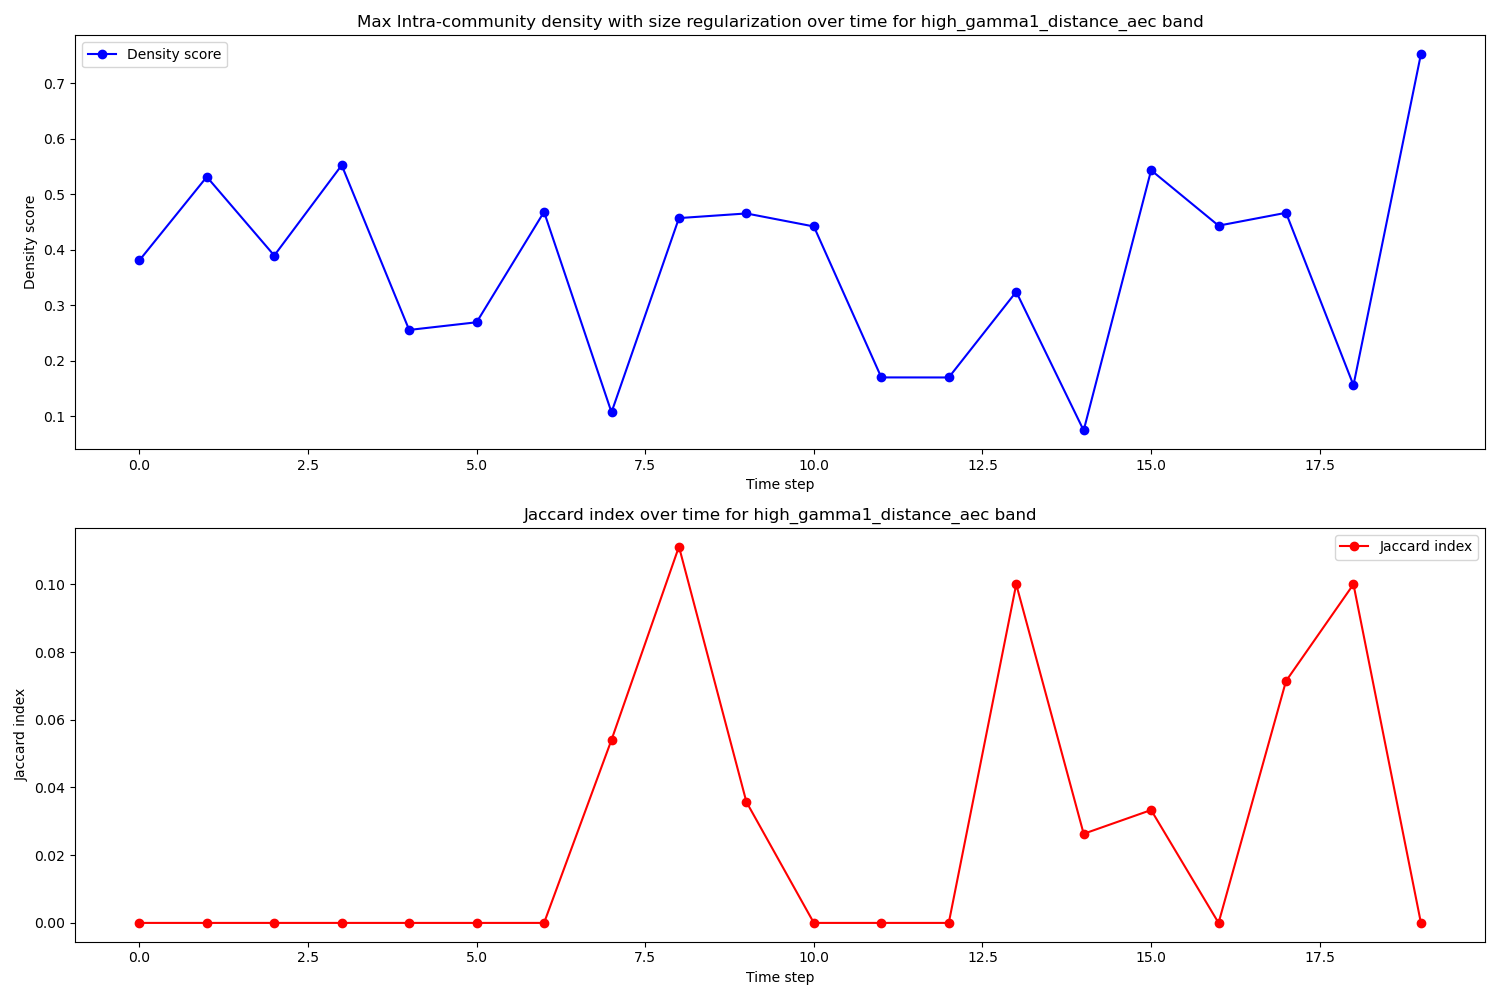 Max Intra-community density with size regularization over time for high_gamma1_distance_aec band
Density score
Density score
0.7
0.6
0.5
0.4
0.3
0.2
0.1
0.0 2.5 5.0 7.5 10.0 12.5 15.0 17.5
Time step
Jaccard index over time for high_gamma1_distance_aec band
Jaccard index
Jaccard index
0.10
0.08
0.06
0.04
0.02
0.00
0.0 2.5 5.0 7.5 10.0 12.5 15.0 17.5
Time step